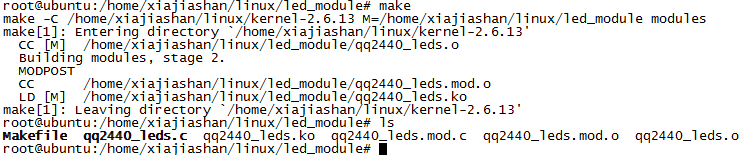 root@ubuntu:/home/xiajiashan/linux/led_module# make
make -C /home/xiajiashan/linux/kernel-2.6.13 M=/home/xiajiashan/linux/led_module modules
make[1]: Entering directory `/home/xiajiashan/linux/kernel-2.6.13'
  CC [M]  /home/xiajiashan/linux/led_module/qq2440_leds.o
  Building modules, stage 2.
  MODPOST
  CC      /home/xiajiashan/linux/led_module/qq2440_leds.mod.o
  LD [M]  /home/xiajiashan/linux/led_module/qq2440_leds.ko
make[1]: Leaving directory `/home/xiajiashan/linux/kernel-2.6.13'
root@ubuntu:/home/xiajiashan/linux/led_module# ls
Makefile  qq2440_leds.c  qq2440_leds.ko  qq2440_leds.mod.c  qq2440_leds.mod.o  qq2440_leds.o
root@ubuntu:/home/xiajiashan/linux/led_module#